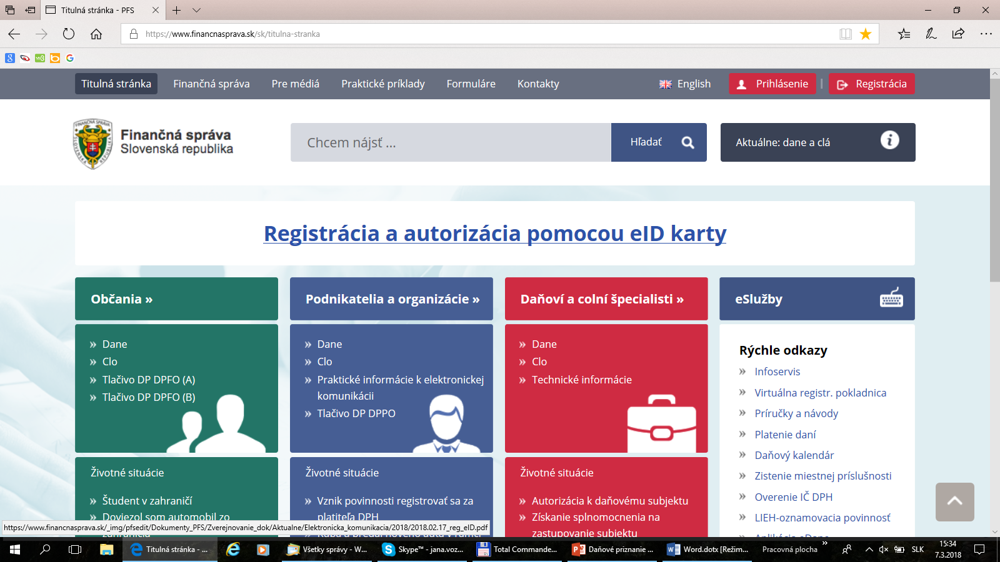 Titulná stránka - PFS
https://www.financnasprava.sk/sk/titulna-stranka
Titulná stránka
Finančná správa
Pre médiá
Praktické príklady
Formuláre
Kontakty
English
Prihlásenie
Registrácia
Finančná správa
Slovenská republika
Chcem nájsť ...
Hľadať
Aktuálne: dane a clá
Registrácia a autorizácia pomocou eID karty
Občania »
Dane
Clo
Tlačivo DP DPFO (A)
Tlačivo DP DPFO (B)
Životné situácie
Študent v zahraničí
Doviezol som automobil zo
Podnikatelia a organizácie »
Dane
Clo
Praktické informácie k elektronickej
komunikácii
Tlačivo DP DPPO
Životné situácie
Vznik povinnosti registrovať sa za
platiteľa DPH
Daňoví a colní špecialisti »
Dane
Clo
Technické informácie
Životné situácie
Autorizácia k daňovému subjektu
Získanie splnomocnenia na
zastupovanie subjektu
eSlužby
Rýchle odkazy
Infoservis
Virtuálna registr. pokladnica
Príručky a návody
Platenie daní
Daňový kalendár
Zistenie miestnej príslušnosti
Overenie IČ DPH
LIEH-oznamovacia povinnosť
https://www.financnasprava.sk/_img/pfsedit/Dokumenty_PFS/Zverejnovanie_dok/Aktualne/Elektronicka_komunikacia/2018/2018.02.17_reg_eID.pdf
Titulná stránka - ...
Všetky správy - W...
Skype™ - jana.voz...
Total Commande...
Daňové priznanie ...
Word.dotx [Režim...
Pracovná plocha
SLK
15:34
7.3.2018